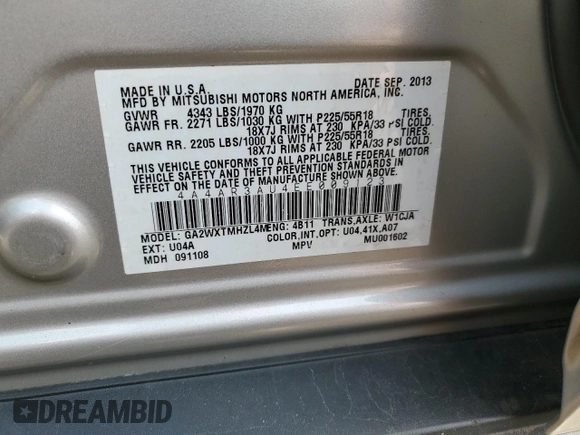 MADE IN U.S.A. DATE SEP. 2013
MFD BY MITSUBISHI MOTORS NORTH AMERICA, INC.
GVWR 4343 LBS/1970 KG
GAWR FR. 2271 LBS/1030 KG WITH P225/55R18 TIRES,
18X7J RIMS AT 230 KPA/33 PSI COLD.
GAWR RR. 2205 LBS/1000 KG WITH P225/55R18 TIRES,
18X7J RIMS AT 230 KPA/33 PSI COLD.
THIS VEHICLE CONFORMS TO ALL APPLICABLE FEDERAL MOTOR
VEHICLE SAFETY, BUMPER, AND THEFT PREVENTION STANDARDS IN
EFFECT ON THE DATE OF MANUFACTURE SHOWN ABOVE.
4A4AR3AU4EE009123
MODEL: GA2WXTMHZL4M ENG: 4B11 TRANS,AXLE: W1CJA
EXT: U04A COLOR,INT,OPT: U04,41X,A07
MDH 091108 MPV MU001602
DREAMBID